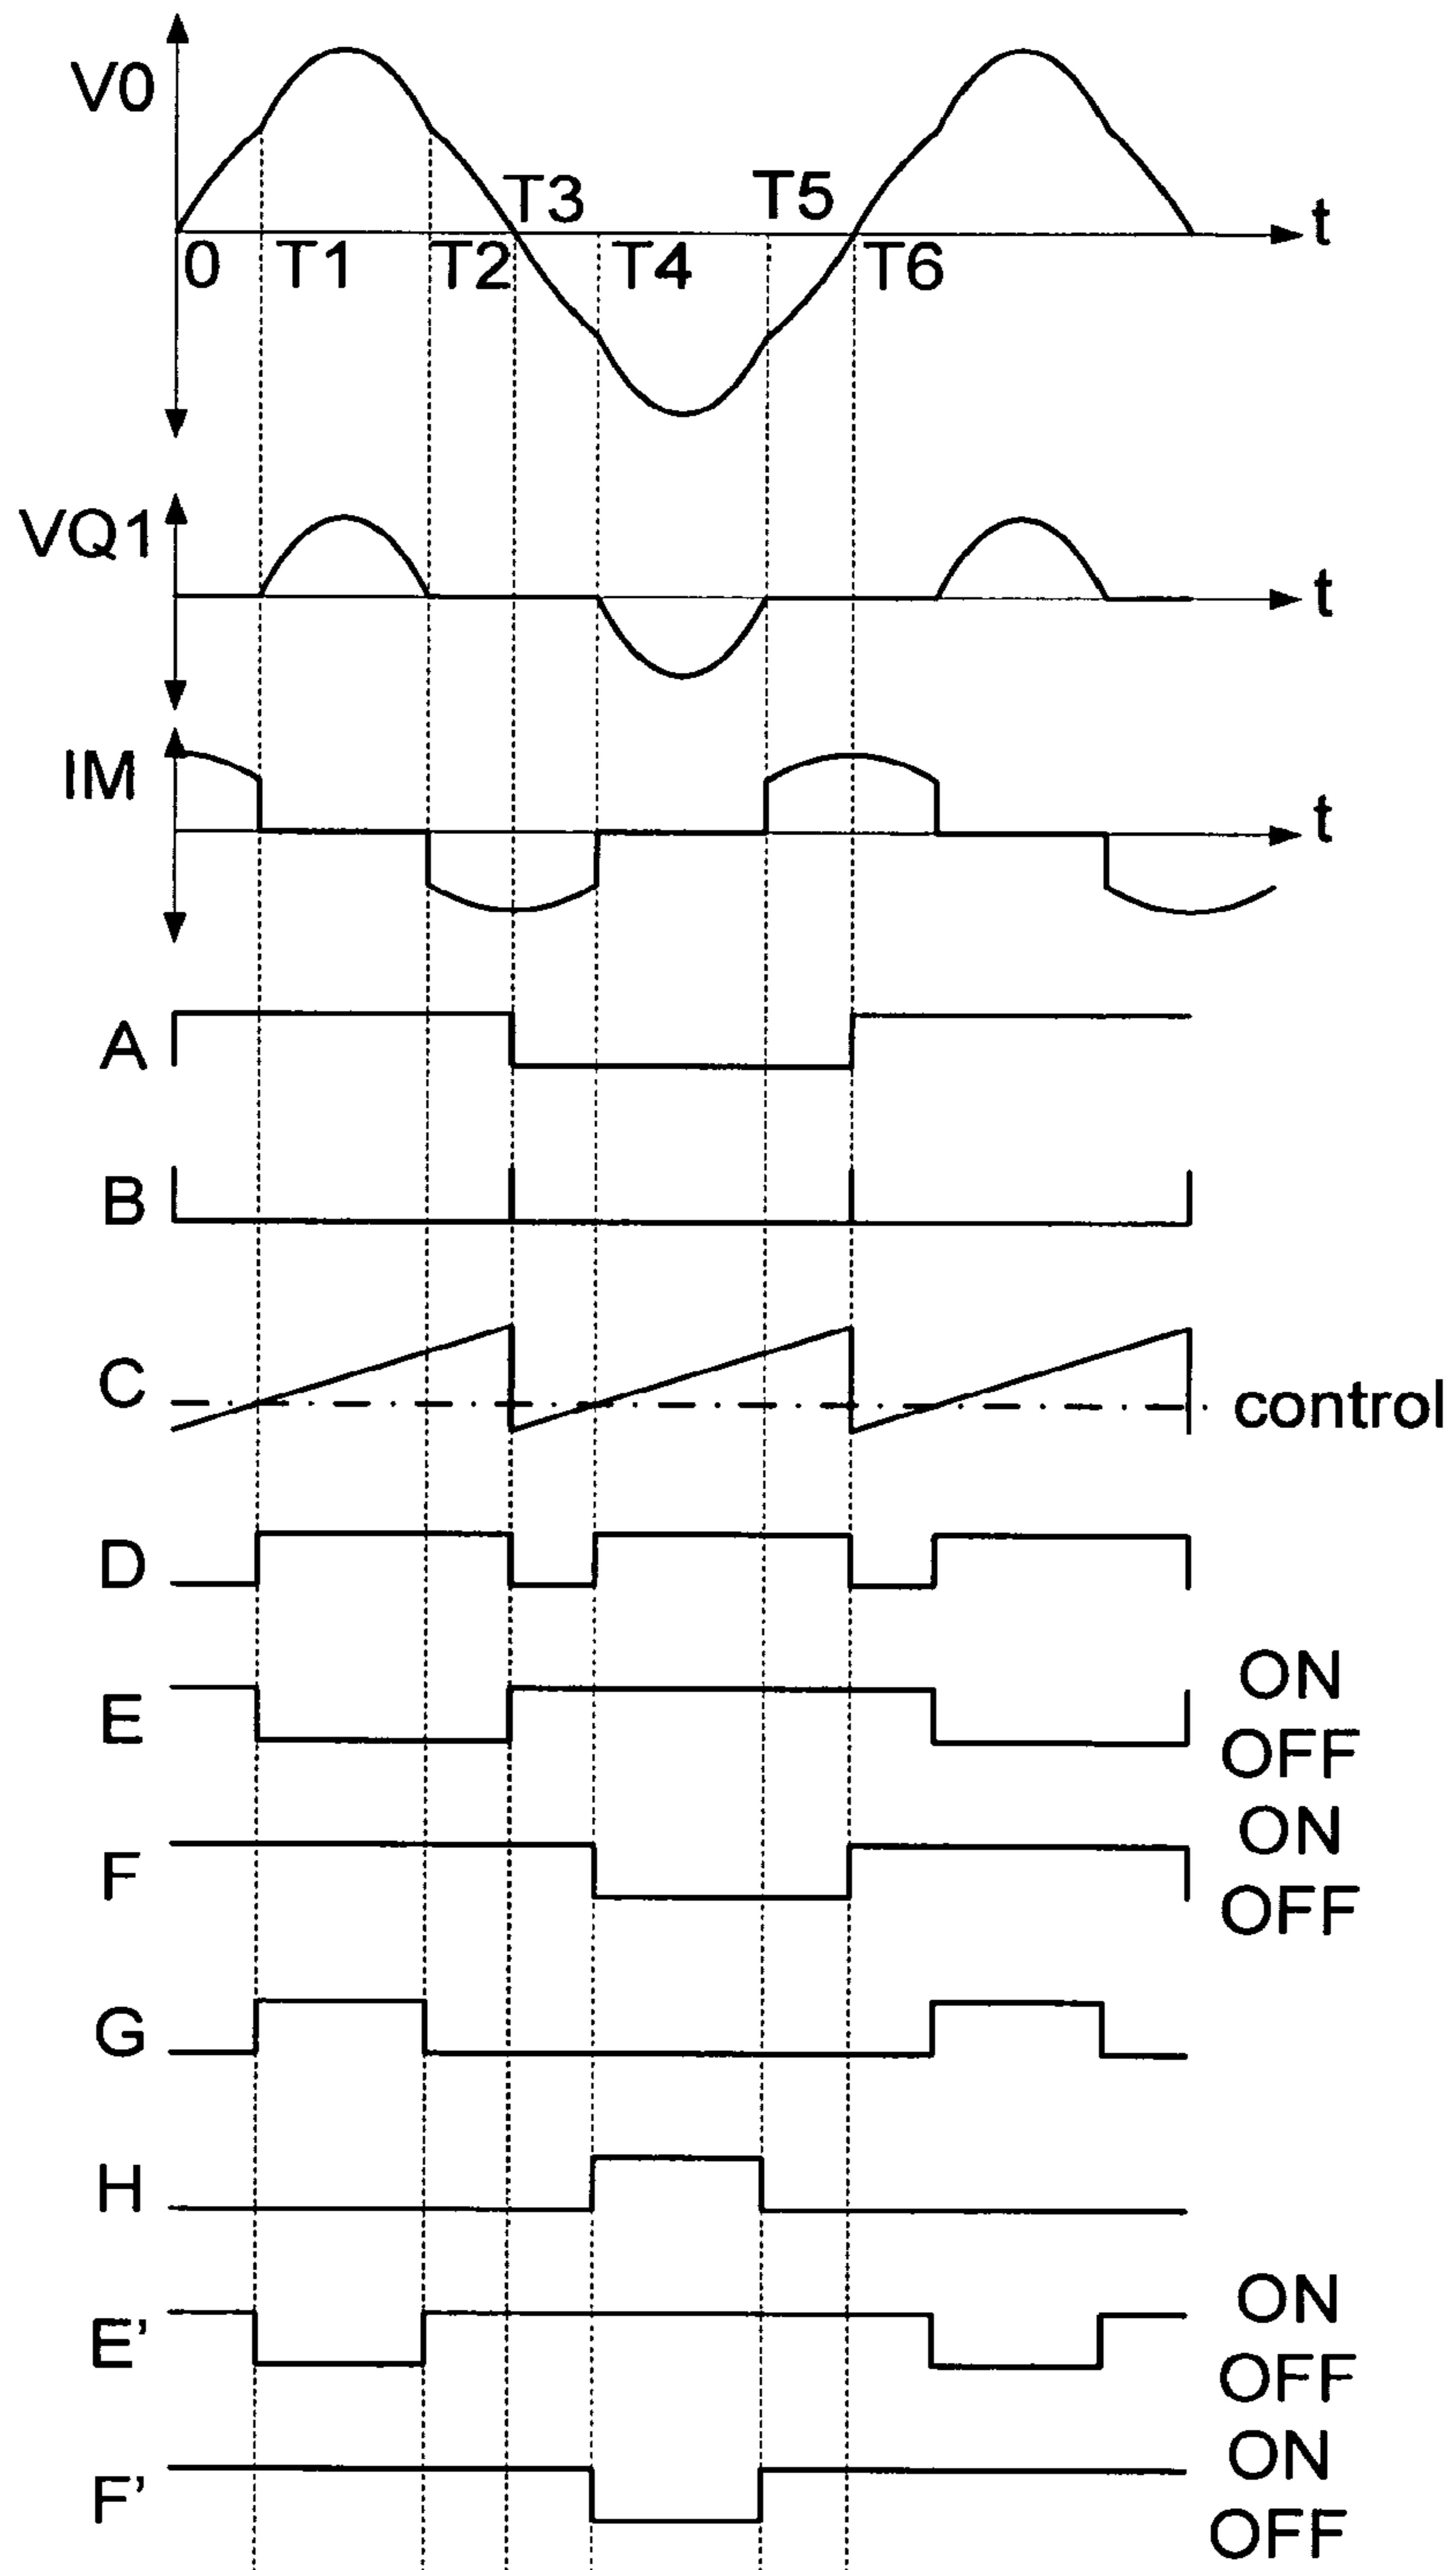 V0
T3
T5
t
0
T1
T2
T4
T6
VQ1
t
IM
t
A
B
C
control
D
E
ON
OFF
F
ON
OFF
G
H
E’
ON
OFF
F’
ON
OFF